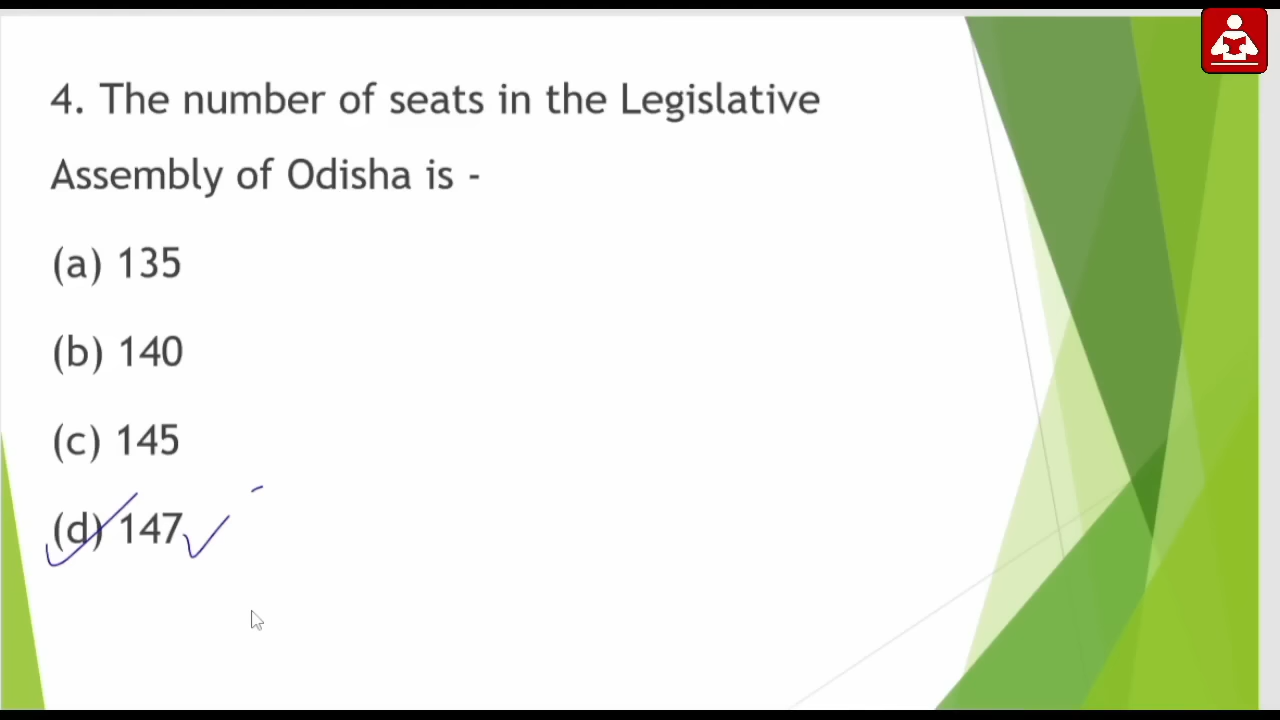 4. The number of seats in the Legislative
Assembly of Odisha is -
(a) 135
(b) 140
(c) 145
(d) 147